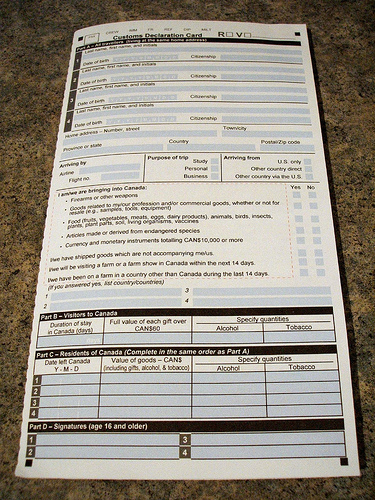 CREW
Customs Declaration Card
R V
Part A – All travellers (living at the same home address)
1 Last name, first name, and initials
Date of birth Citizenship
2 Last name, first name, and initials
Date of birth Citizenship
3 Last name, first name, and initials
Date of birth Citizenship
4 Last name, first name, and initials
Date of birth Citizenship
Home address – Number, street Town/city
Province or state Country Postal/Zip code
Arriving by Purpose of trip Arriving from
Airline Study U.S. only
Flight no. Personal Other country direct
Business Other country via the U.S.
I am/we are bringing into Canada: Yes No
• Firearms or other weapons
• Goods related to my/our profession and/or commercial goods, whether or not for
resale (e.g., samples, tools, equipment)
• Food (fruits, vegetables, meats, eggs, dairy products), animals, birds, insects,
plants, plant parts, soil, living organisms, vaccines
• Articles made or derived from endangered species
• Currency and monetary instruments totalling CAN$10,000 or more
I/we have shipped goods which are not accompanying me/us.
I/we will be visiting a farm or a farm show in Canada within the next 14 days.
I/we have been on a farm in a country other than Canada during the last 14 days.
(If you answered yes, list country/countries)
1 3
2 4
Part B – Visitors to Canada
Duration of stay
in Canada (days)
Full value of each gift over
CAN$60
Specify quantities
Alcohol Tobacco
Part C – Residents of Canada (Complete in the same order as Part A)
Date left Canada
Y - M - D
Value of goods – CAN$
(including gifts, alcohol, & tobacco)
Specify quantities
Alcohol Tobacco
1
2
3
4
Part D – Signatures (age 16 and older)
1 3
2 4